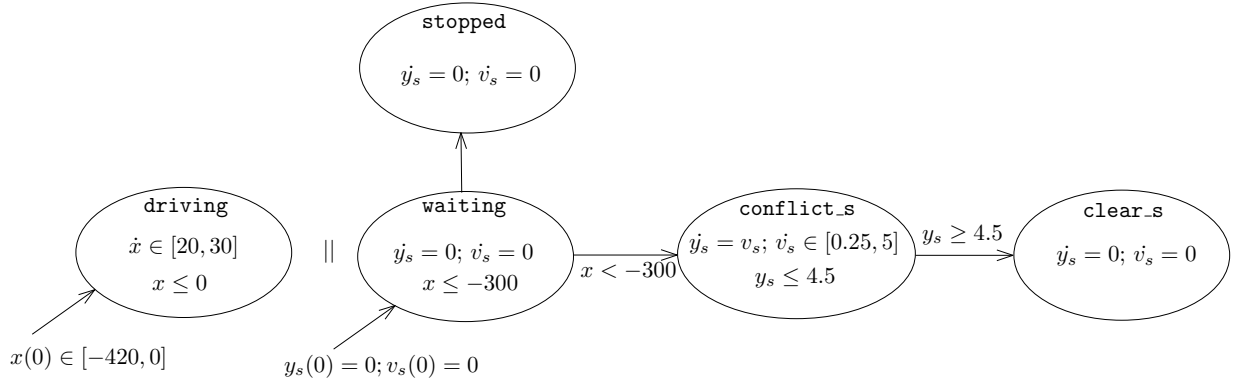 stopped
ẏ_s = 0; v̇_s = 0
driving
ẋ ∈ [20, 30]
x ≤ 0
x(0) ∈ [−420, 0]
||
waiting
ẏ_s = 0; v̇_s = 0
x ≤ −300
y_s(0) = 0; v_s(0) = 0
x < −300
conflict_s
ẏ_s = v_s; v̇_s ∈ [0.25, 5]
y_s ≤ 4.5
y_s ≥ 4.5
clear_s
ẏ_s = 0; v̇_s = 0